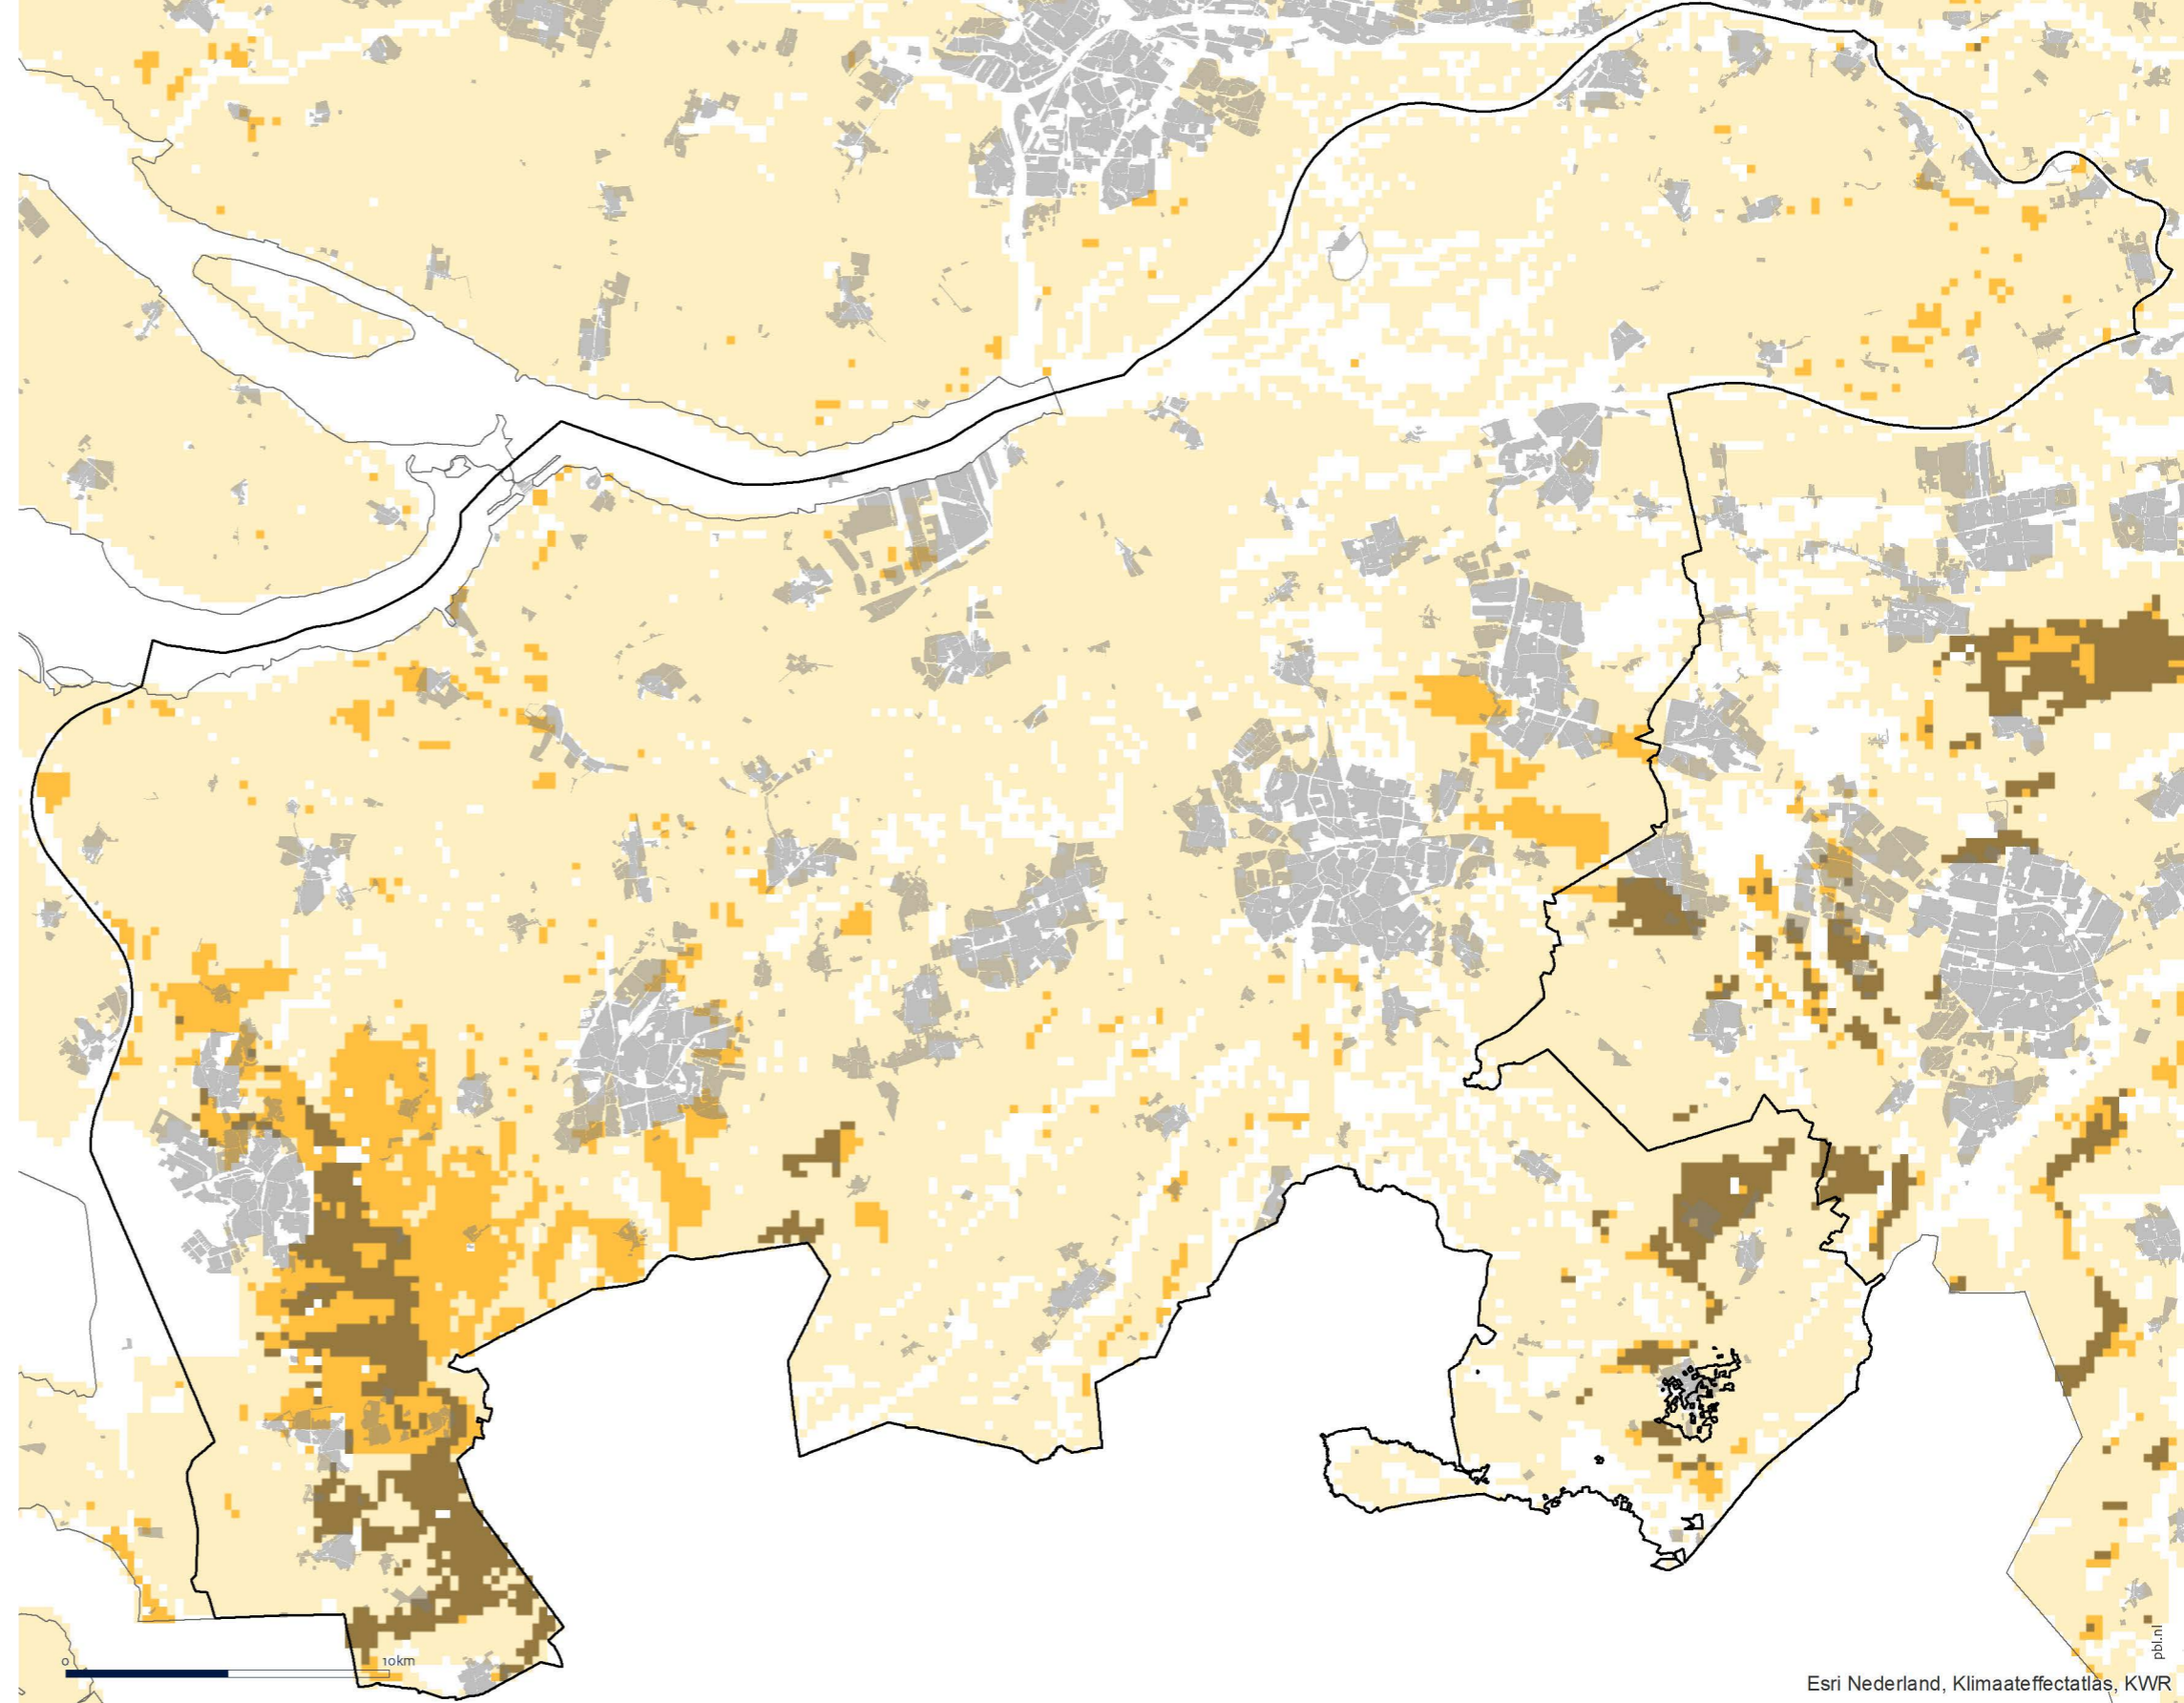 0 10km
pbl.nl
Esri Nederland, Klimaateffectatlas, KWR